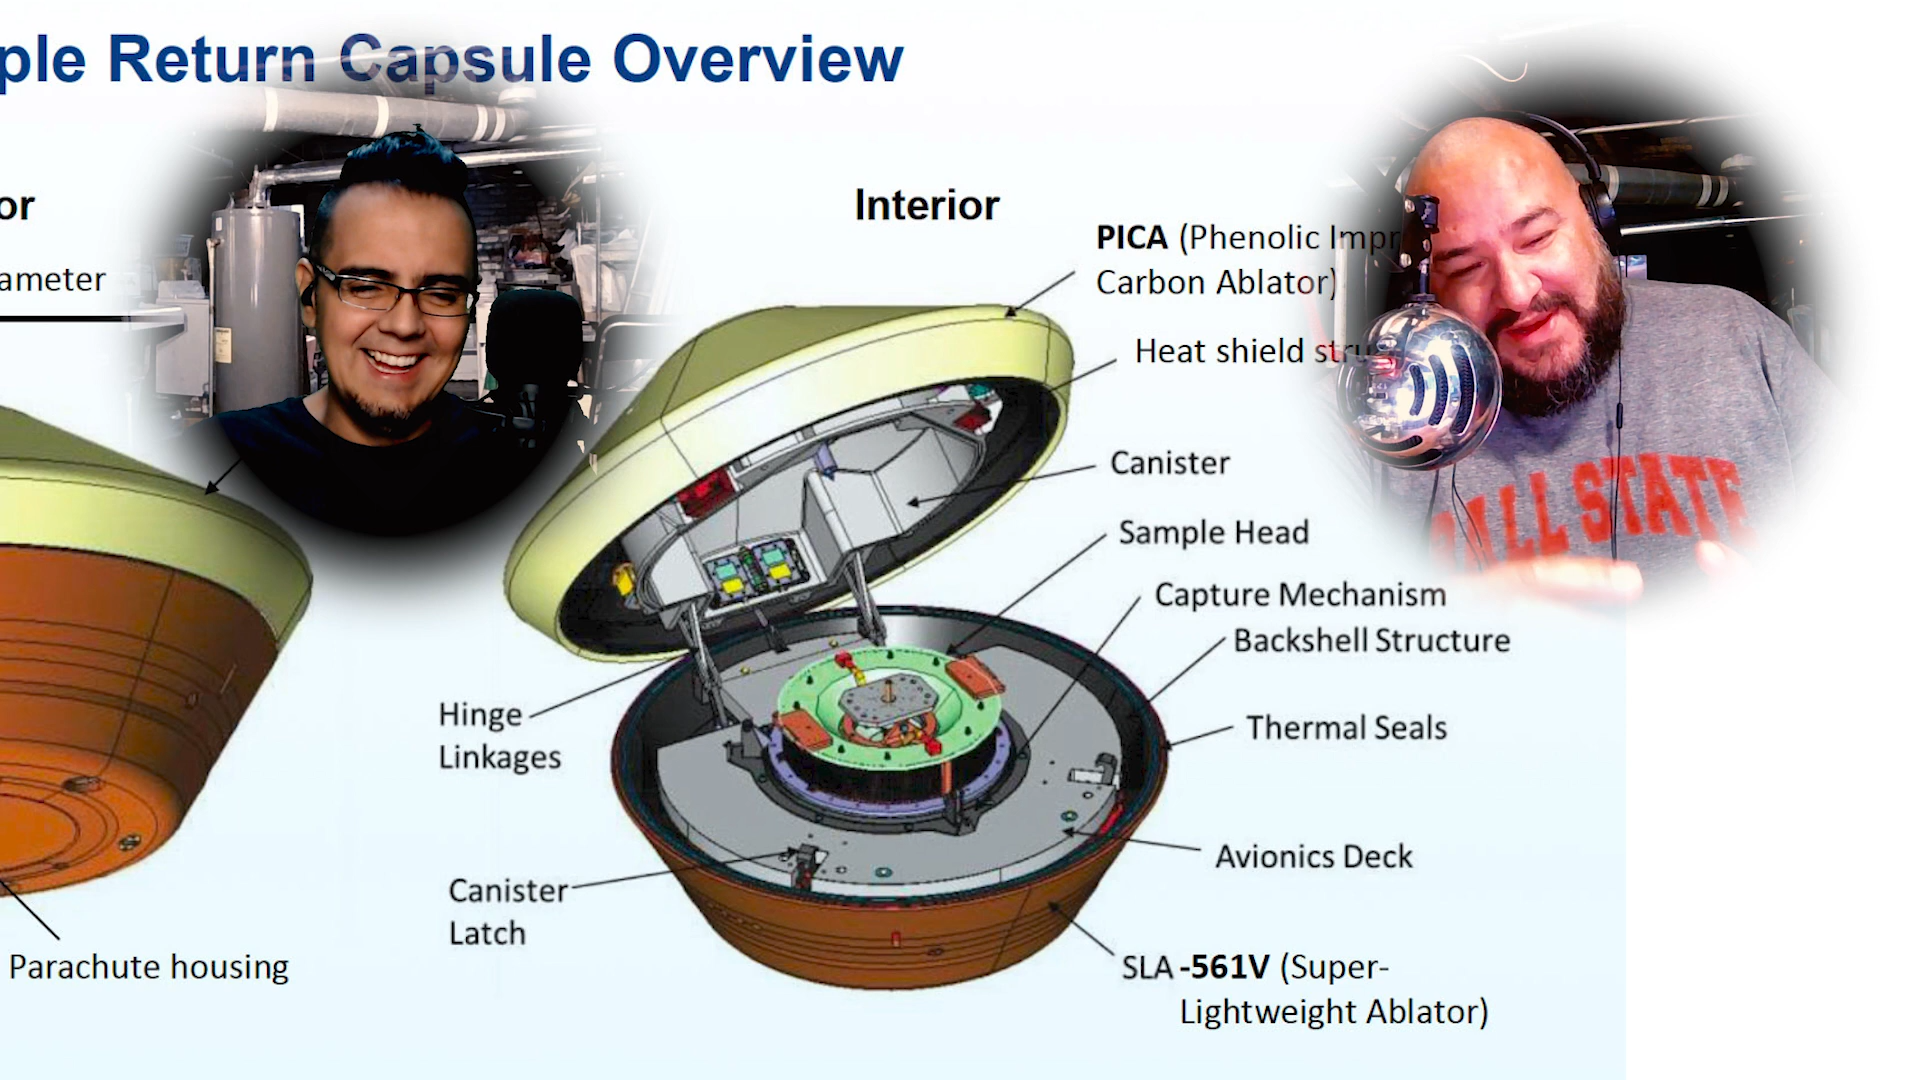 ple Return Capsule Overview
or
Interior
ameter
PICA (Phenolic Impr
Carbon Ablator)
Heat shield stru
Canister
Sample Head
Capture Mechanism
Backshell Structure
Hinge
Linkages
Thermal Seals
Avionics Deck
Canister
Latch
Parachute housing
SLA -561V (Super-
Lightweight Ablator)
ALL STATE